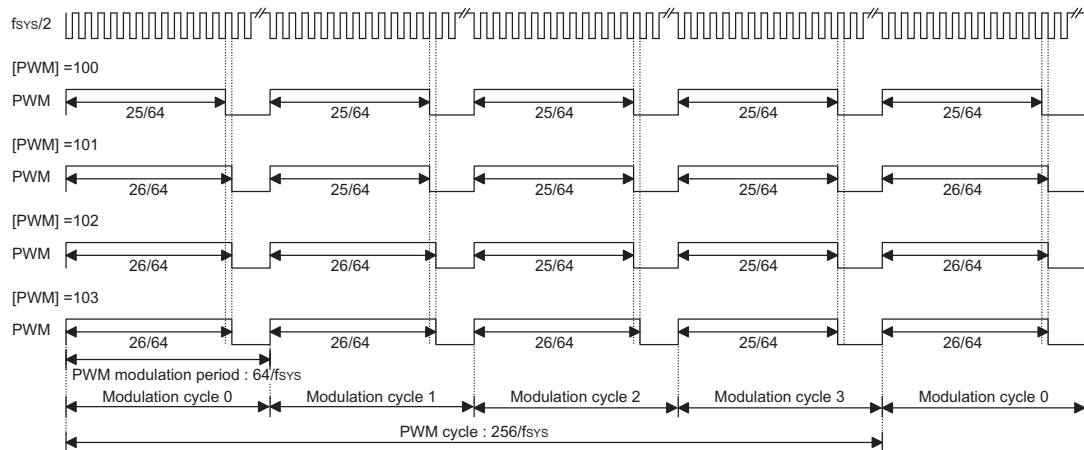 fSYS/2
[PWM] =100
PWM
25/64 25/64 25/64 25/64 25/64
[PWM] =101
PWM
26/64 25/64 25/64 25/64 26/64
[PWM] =102
PWM
26/64 26/64 25/64 25/64 26/64
[PWM] =103
PWM
26/64 26/64 26/64 25/64 26/64
PWM modulation period : 64/fSYS
Modulation cycle 0 Modulation cycle 1 Modulation cycle 2 Modulation cycle 3 Modulation cycle 0
PWM cycle : 256/fSYS